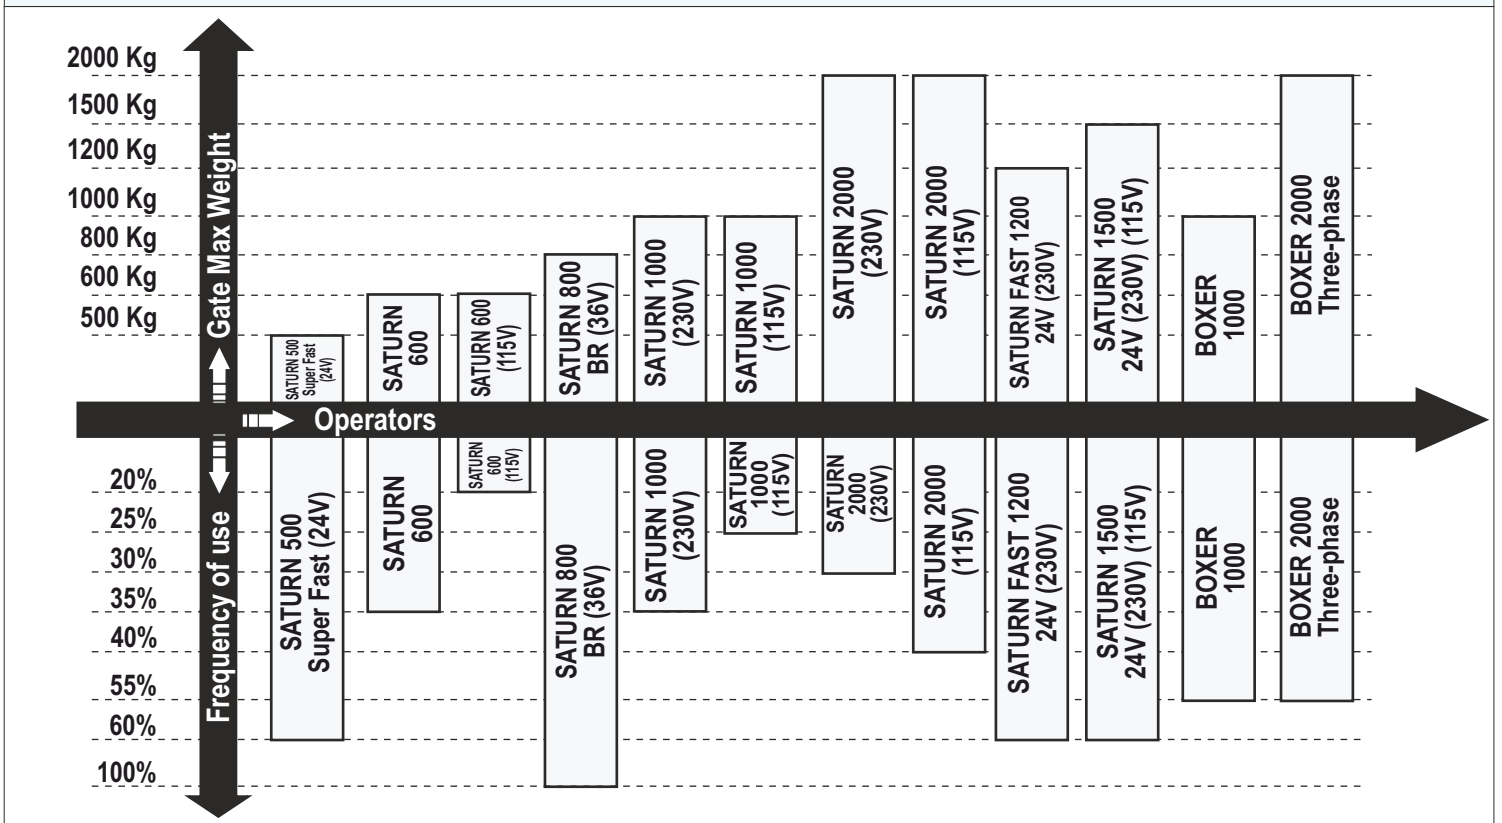 2000 Kg
1500 Kg
1200 Kg
1000 Kg
800 Kg
600 Kg
500 Kg
Gate Max Weight
SATURN 500
Super Fast
(24V)
SATURN
600
SATURN 600
(115V)
SATURN 800
BR (36V)
SATURN 1000
(230V)
SATURN 1000
(115V)
SATURN 2000
(230V)
SATURN 2000
(115V)
SATURN FAST 1200
24V (230V)
SATURN 1500
24V (230V) (115V)
BOXER
1000
BOXER 2000
Three-phase
Operators
20%
25%
30%
35%
40%
55%
60%
100%
Frequency of use
SATURN 500
Super Fast (24V)
SATURN
600
SATURN
600
(115V)
SATURN 800
BR (36V)
SATURN 1000
(230V)
SATURN
1000
(115V)
SATURN
2000
(230V)
SATURN 2000
(115V)
SATURN FAST 1200
24V (230V)
SATURN 1500
24V (230V) (115V)
BOXER
1000
BOXER 2000
Three-phase